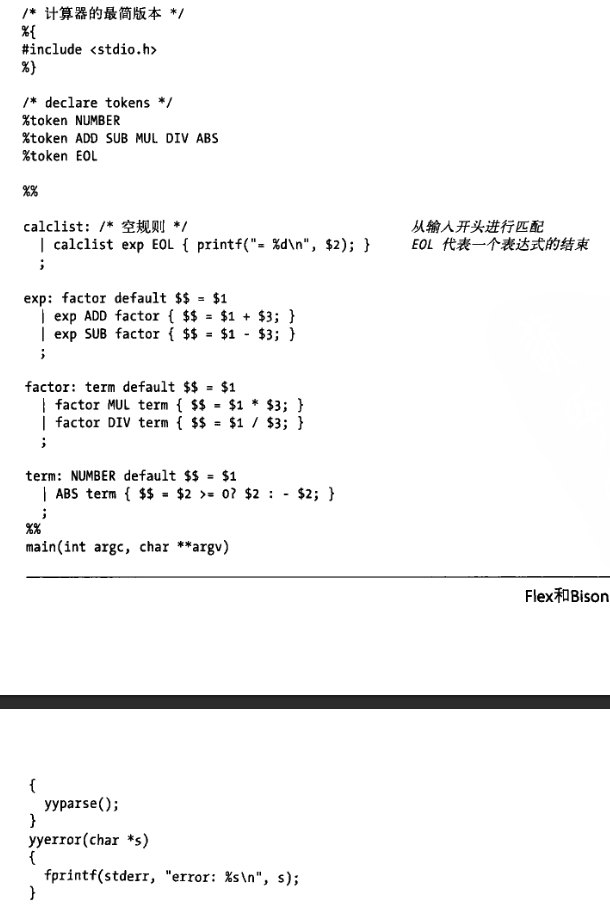 /* 计算器的最简版本 */
%{
#include <stdio.h>
%}
/* declare tokens */
%token NUMBER
%token ADD SUB MUL DIV ABS
%token EOL
%%
calclist: /* 空规则 */ 从输入开头进行匹配
| calclist exp EOL { printf("= %d\n", $2); } EOL 代表一个表达式的结束
;
exp: factor default $$ = $1
| exp ADD factor { $$ = $1 + $3; }
| exp SUB factor { $$ = $1 - $3; }
;
factor: term default $$ = $1
| factor MUL term { $$ = $1 * $3; }
| factor DIV term { $$ = $1 / $3; }
;
term: NUMBER default $$ = $1
| ABS term { $$ = $2 >= 0? $2 : - $2; }
;
%%
main(int argc, char **argv)
Flex和Bison
{
yyparse();
}
yyerror(char *s)
{
fprintf(stderr, "error: %s\n", s);
}